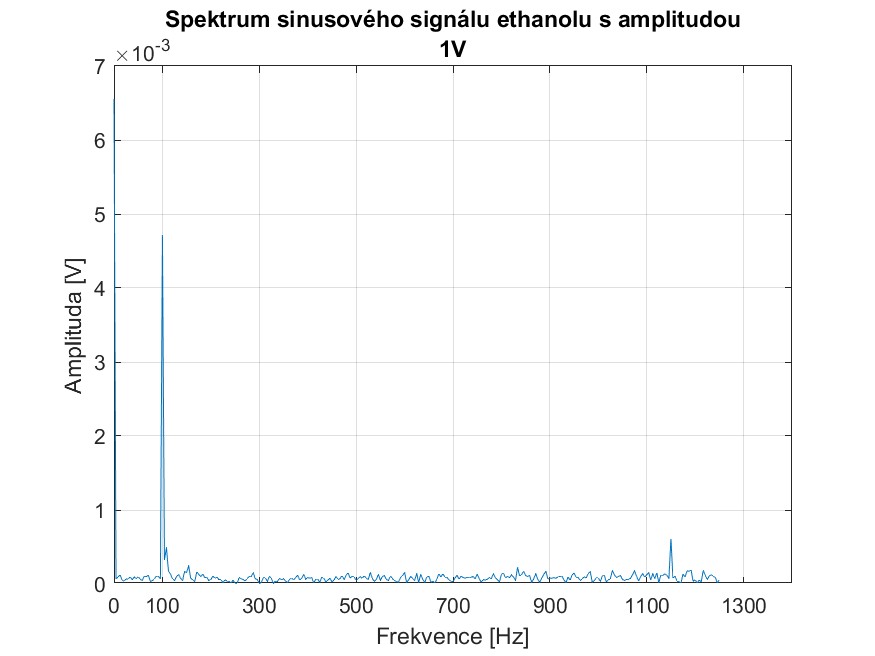 Spektrum sinusového signálu ethanolu s amplitudou
1V
×10-3
7
6
5
4
3
2
1
0
Amplituda [V]
0 100 300 500 700 900 1100 1300
Frekvence [Hz]